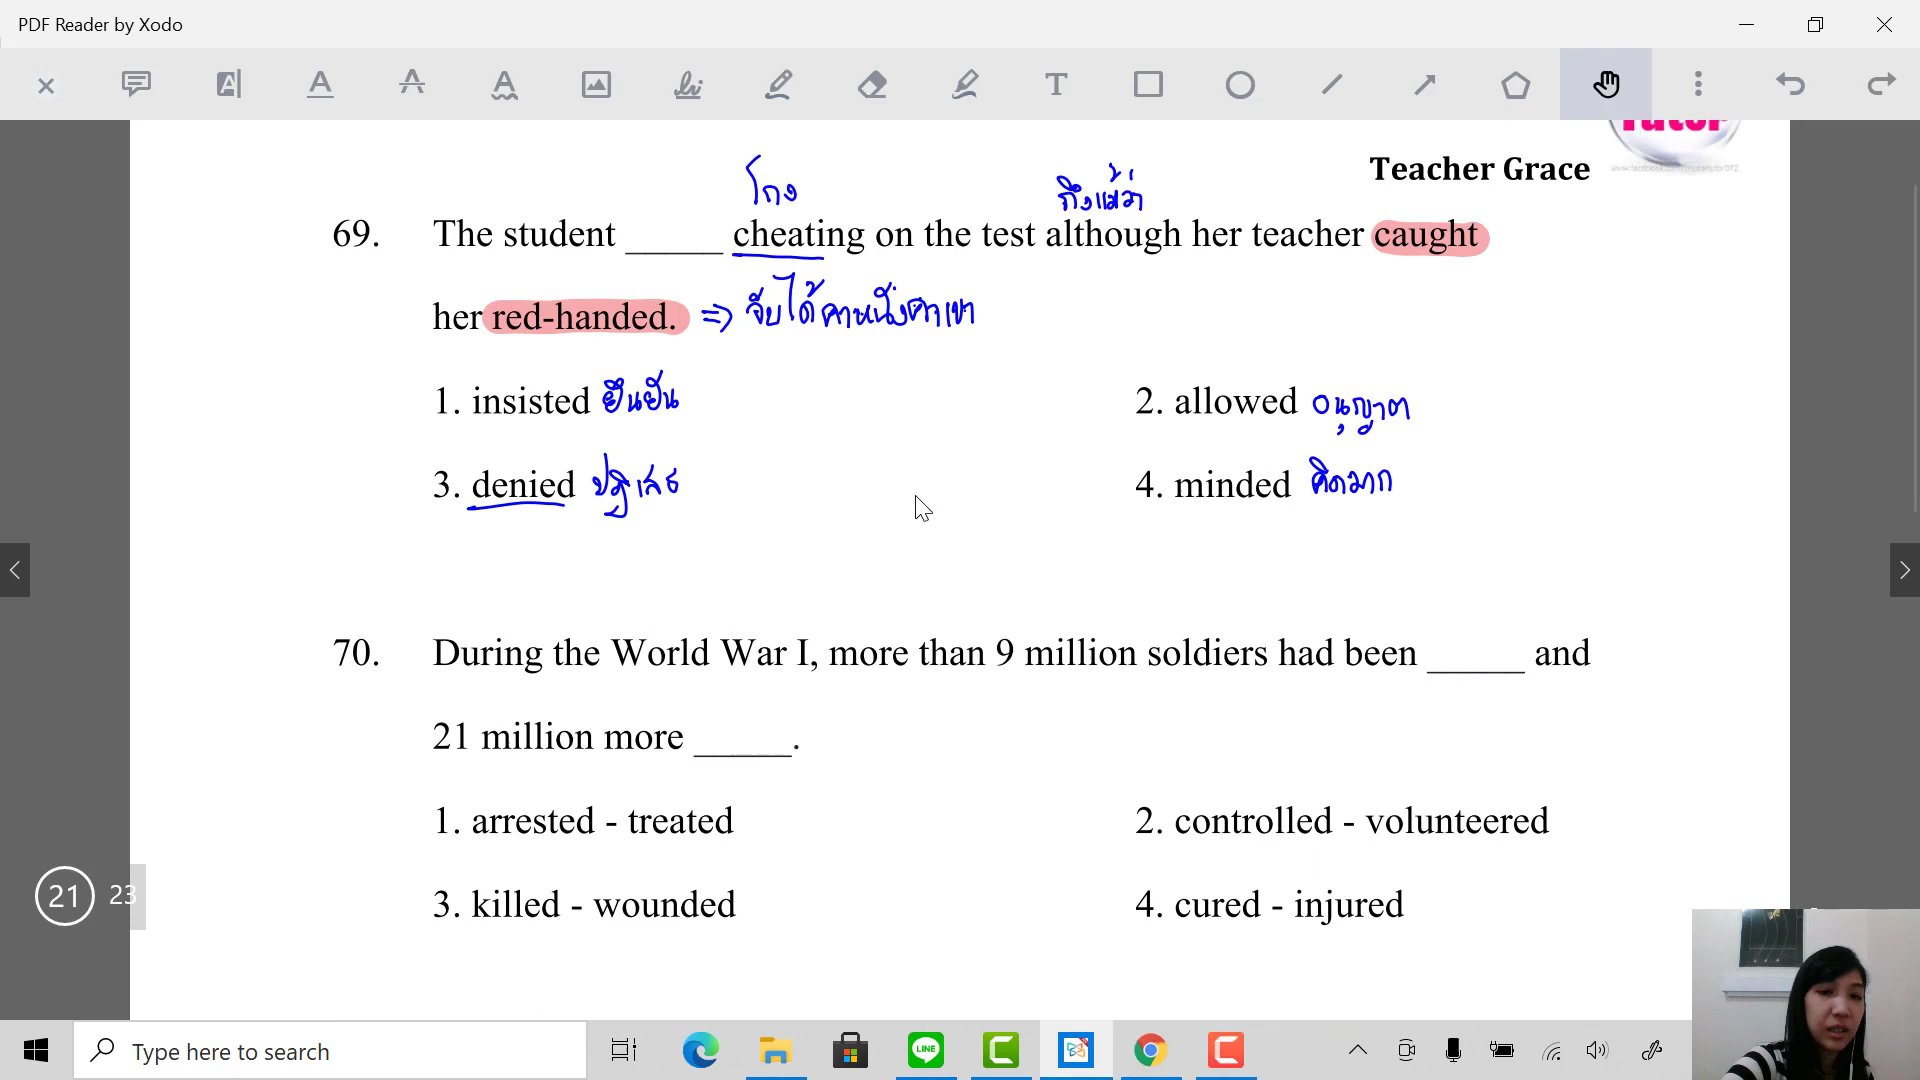 PDF Reader by Xodo
Tutor
Teacher Grace
โกง
ถึงแม้ว่า
69. The student _____ cheating on the test although her teacher caught
her red-handed. => จับได้คาหนังคาเขา
1. insisted ยืนยัน
2. allowed อนุญาต
3. denied ปฏิเสธ
4. minded คิดมาก
70. During the World War I, more than 9 million soldiers had been _____ and
21 million more _____.
1. arrested - treated
2. controlled - volunteered
3. killed - wounded
4. cured - injured
21 23
Type here to search
LINE